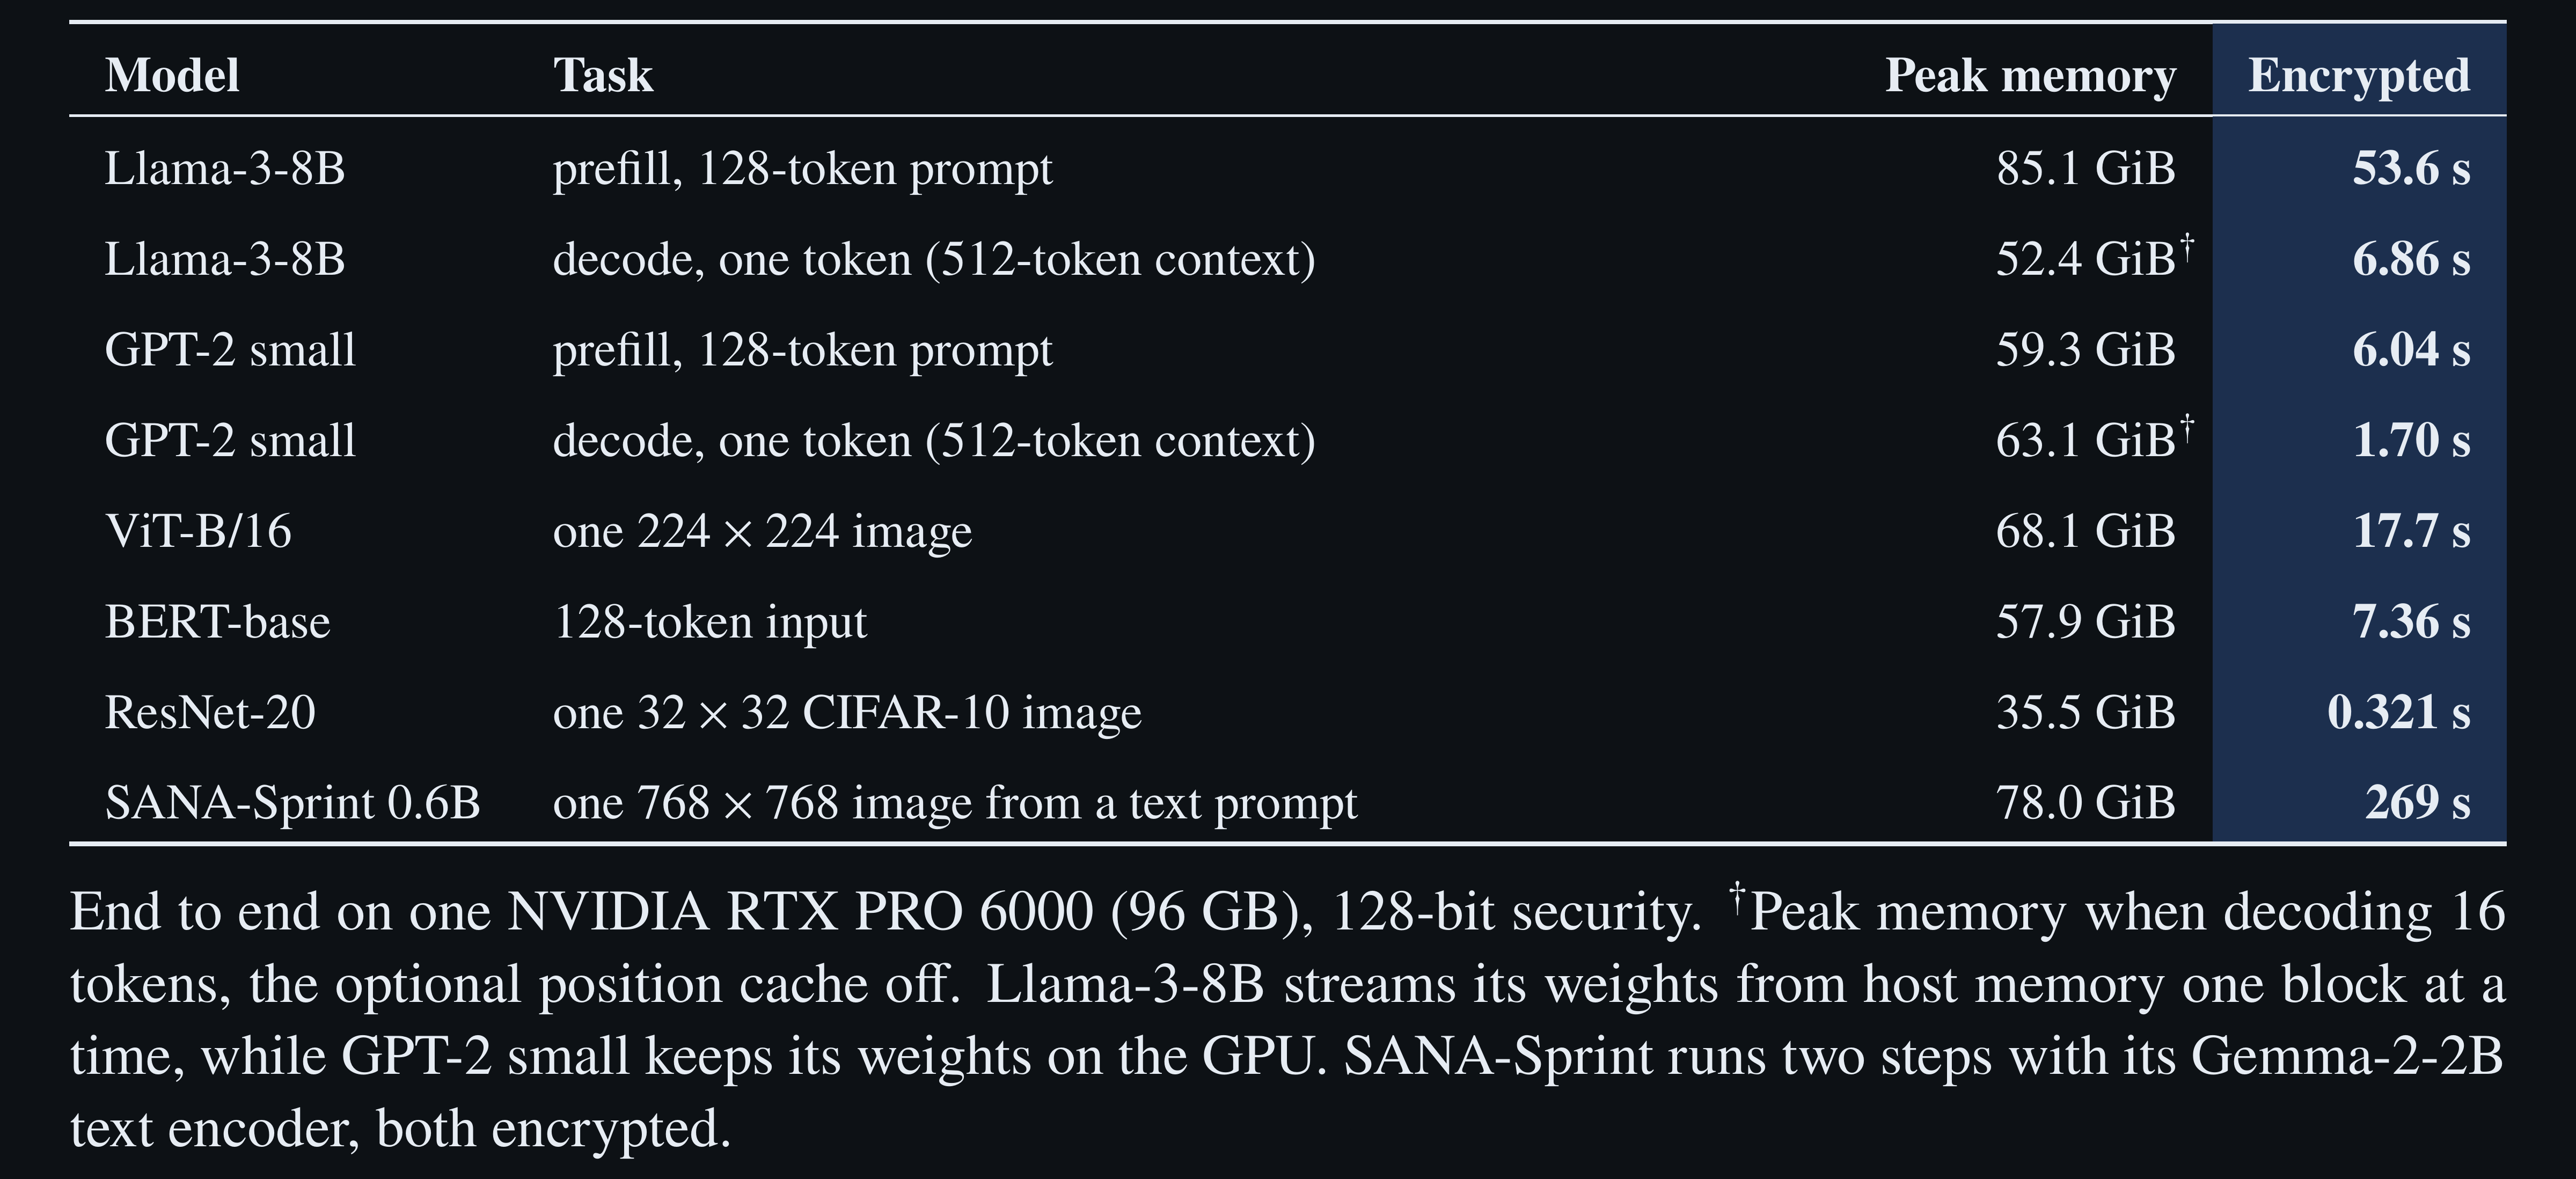 Model Task Peak memory Encrypted
Llama-3-8B prefill, 128-token prompt 85.1 GiB 53.6 s
Llama-3-8B decode, one token (512-token context) 52.4 GiB† 6.86 s
GPT-2 small prefill, 128-token prompt 59.3 GiB 6.04 s
GPT-2 small decode, one token (512-token context) 63.1 GiB† 1.70 s
ViT-B/16 one 224 × 224 image 68.1 GiB 17.7 s
BERT-base 128-token input 57.9 GiB 7.36 s
ResNet-20 one 32 × 32 CIFAR-10 image 35.5 GiB 0.321 s
SANA-Sprint 0.6B one 768 × 768 image from a text prompt 78.0 GiB 269 s
End to end on one NVIDIA RTX PRO 6000 (96 GB), 128-bit security. †Peak memory when decoding 16
tokens, the optional position cache off. Llama-3-8B streams its weights from host memory one block at a
time, while GPT-2 small keeps its weights on the GPU. SANA-Sprint runs two steps with its Gemma-2-2B
text encoder, both encrypted.